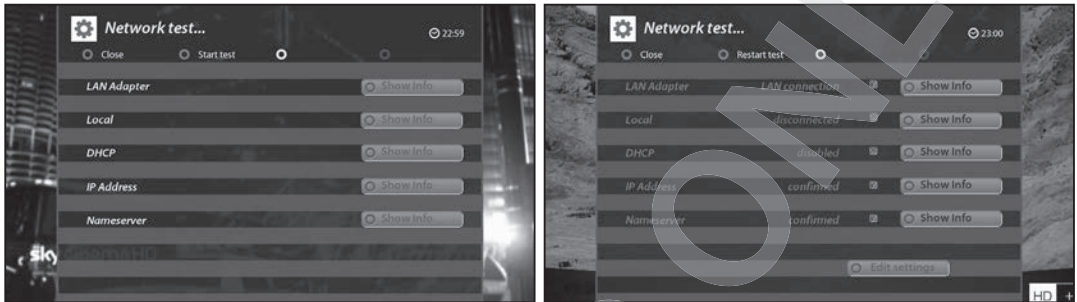 Network test...
22:59
Close Start test
LAN Adapter Show Info
Local Show Info
DHCP Show Info
IP Address Show Info
Nameserver Show Info
sky cinema HD
Network test...
23:00
Close Restart test
LAN Adapter LAN connection Show Info
Local disconnected Show Info
DHCP disabled Show Info
IP Address confirmed Show Info
Nameserver confirmed Show Info
Edit settings
HD +